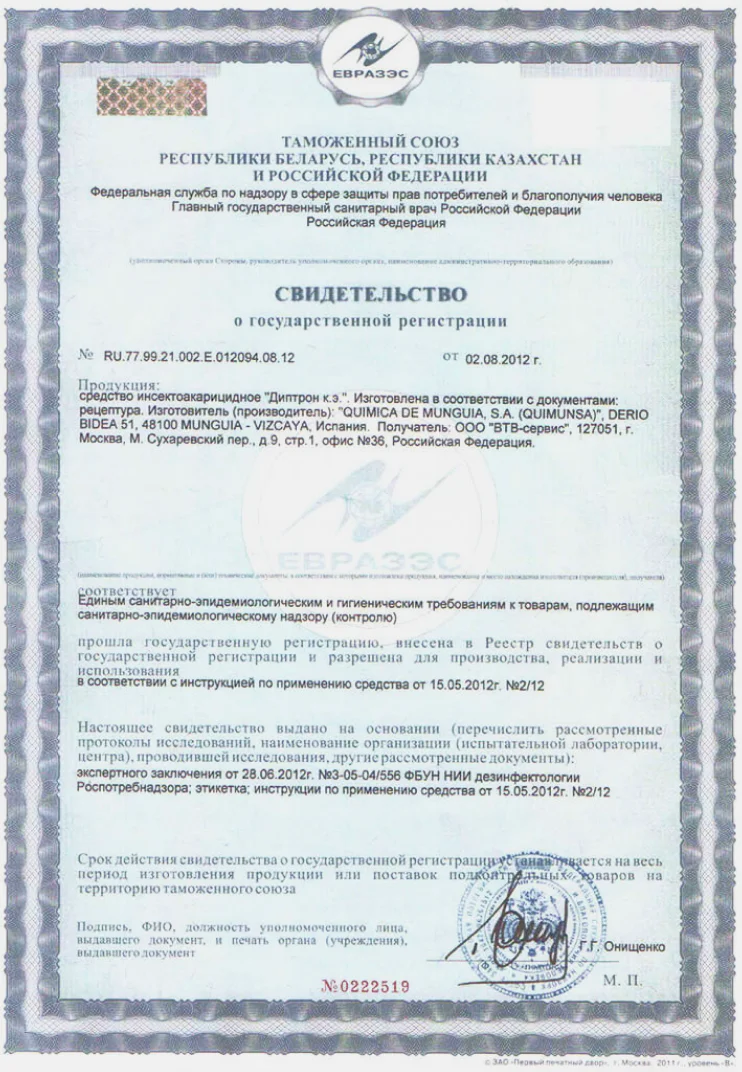 ЕВРАЗЭС
ТАМОЖЕННЫЙ СОЮЗ
РЕСПУБЛИКИ БЕЛАРУСЬ, РЕСПУБЛИКИ КАЗАХСТАН
И РОССИЙСКОЙ ФЕДЕРАЦИИ
Федеральная служба по надзору в сфере защиты прав потребителей и благополучия человека
Главный государственный санитарный врач Российской Федерации
Российская Федерация
(уполномоченный орган Стороны, руководитель уполномоченного органа, наименование административно-территориального образования)
СВИДЕТЕЛЬСТВО
о государственной регистрации
№ RU.77.99.21.002.Е.012094.08.12 от 02.08.2012 г.
Продукция:
средство инсектоакарицидное "Диптрон к.э.". Изготовлена в соответствии с документами:
рецептура. Изготовитель (производитель): "QUIMICA DE MUNGUIA, S.A. (QUIMUNSA)", DERIO
BIDEA 51, 48100 MUNGUIA - VIZCAYA, Испания. Получатель: ООО "ВТВ-сервис", 127051, г.
Москва, М. Сухаревский пер., д.9, стр.1, офис №36, Российская Федерация.
ЕВРАЗЭС
соответствует
Единым санитарно-эпидемиологическим и гигиеническим требованиям к товарам, подлежащим
санитарно-эпидемиологическому надзору (контролю)
прошла государственную регистрацию, внесена в Реестр свидетельств о
государственной регистрации и разрешена для производства, реализации и
использования
в соответствии с инструкцией по применению средства от 15.05.2012г. №2/12
Настоящее свидетельство выдано на основании (перечислить рассмотренные
протоколы исследований, наименование организации (испытательной лаборатории,
центра), проводившей исследования, другие рассмотренные документы):
экспертного заключения от 28.06.2012г. №3-05-04/556 ФБУН НИИ дезинфектологии
Роспотребнадзора; этикетка; инструкции по применению средства от 15.05.2012г. №2/12
Срок действия свидетельства о государственной регистрации устанавливается на весь
период изготовления продукции или поставок подконтрольных товаров на
территорию таможенного союза
Подпись, ФИО, должность уполномоченного лица,
выдавшего документ, и печать органа (учреждения),
выдавшего документ
Г.Г. Онищенко
№0222519
М. П.
© ЗАО «Первый печатный двор», г. Москва, 2011 г., уровень «В».